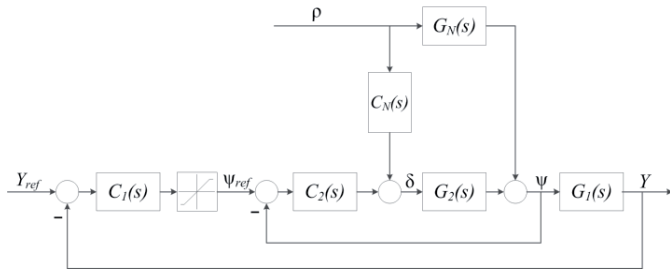 ρ
G_N(s)
C_N(s)
Y_ref
C_1(s)
ψ_ref
C_2(s)
δ
G_2(s)
ψ
G_1(s)
Y
-
-